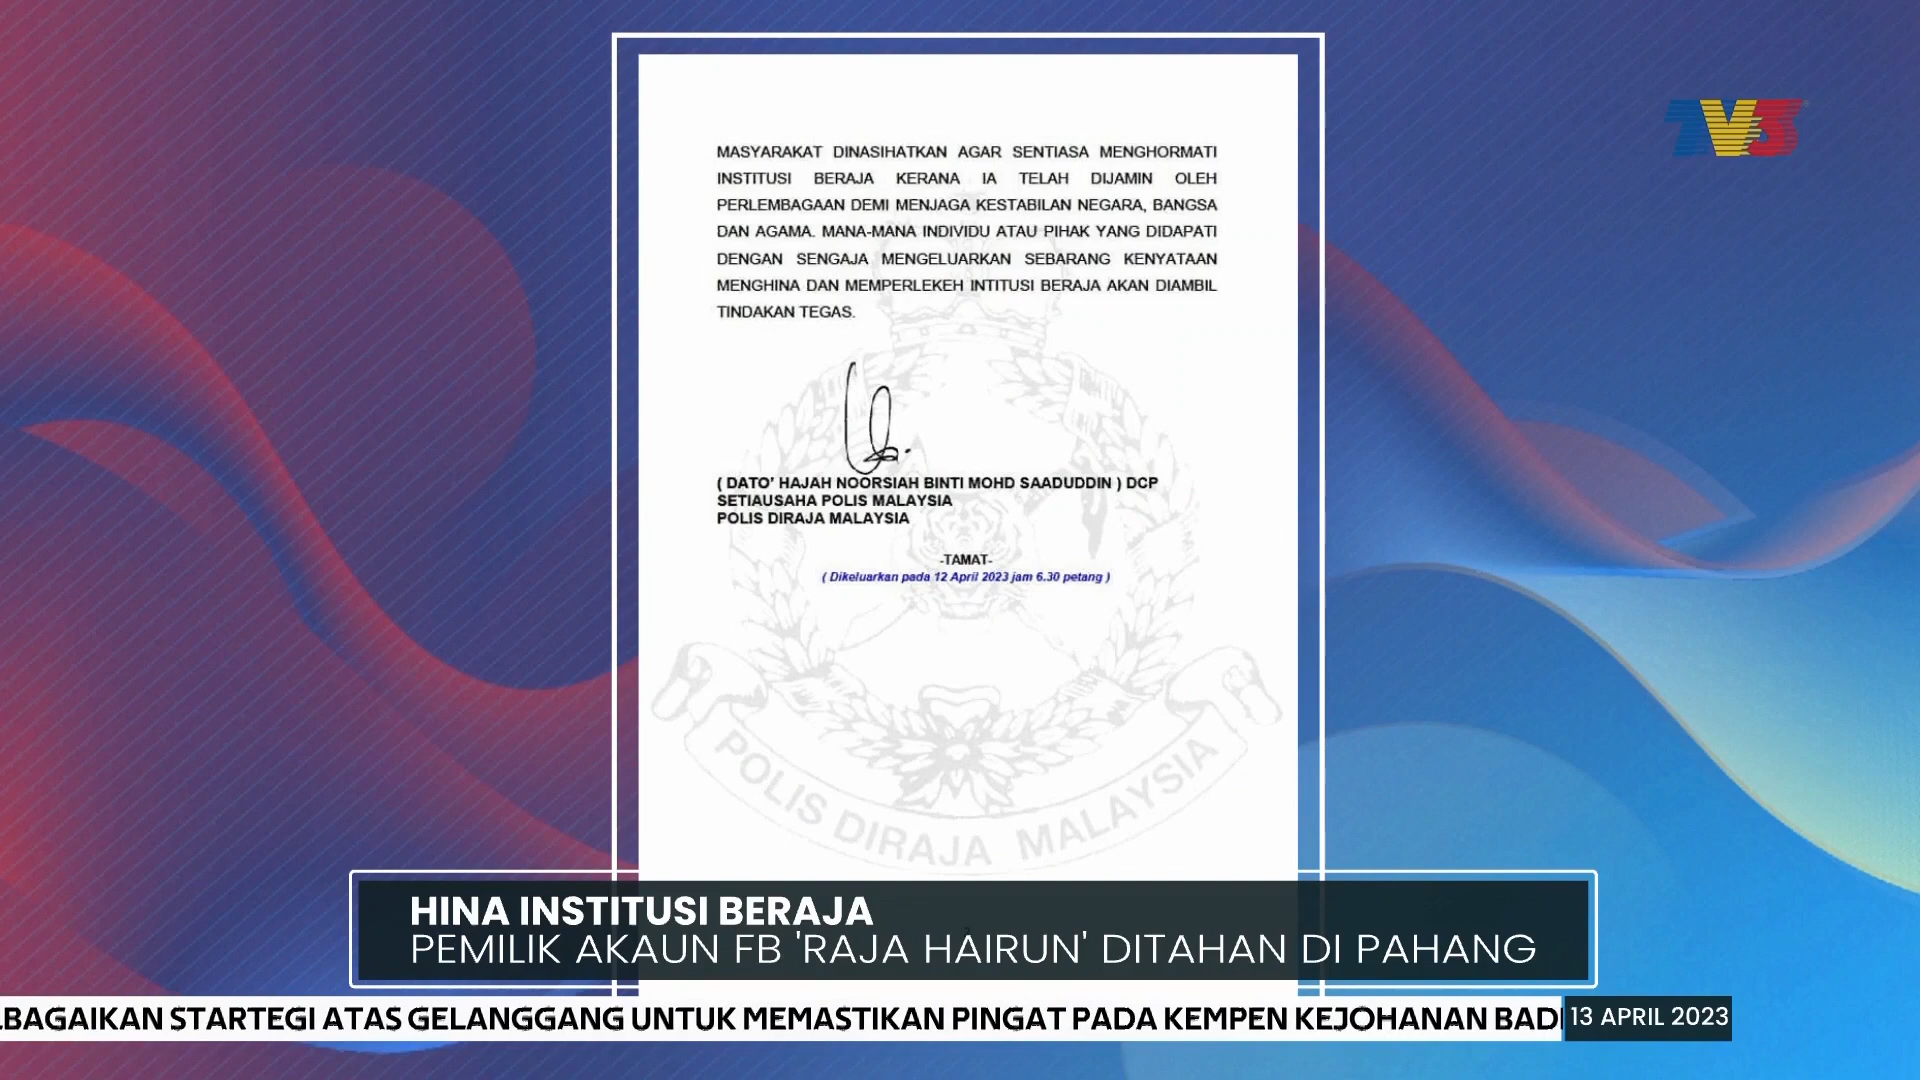 TV3
MASYARAKAT DINASIHATKAN AGAR SENTIASA MENGHORMATI
INSTITUSI BERAJA KERANA IA TELAH DIJAMIN OLEH
PERLEMBAGAAN DEMI MENJAGA KESTABILAN NEGARA, BANGSA
DAN AGAMA. MANA-MANA INDIVIDU ATAU PIHAK YANG DIDAPATI
DENGAN SENGAJA MENGELUARKAN SEBARANG KENYATAAN
MENGHINA DAN MEMPERLEKEH INTITUSI BERAJA AKAN DIAMBIL
TINDAKAN TEGAS.
( DATO' HAJAH NOORSIAH BINTI MOHD SAADUDDIN ) DCP
SETIAUSAHA POLIS MALAYSIA
POLIS DIRAJA MALAYSIA
-TAMAT-
( Dikeluarkan pada 12 April 2023 jam 6.30 petang )
POLIS DIRAJA MALAYSIA
HINA INSTITUSI BERAJA
PEMILIK AKAUN FB 'RAJA HAIRUN' DITAHAN DI PAHANG
BAGAIKAN STARTEGI ATAS GELANGGANG UNTUK MEMASTIKAN PINGAT PADA KEMPEN KEJOHANAN BAD
13 APRIL 2023